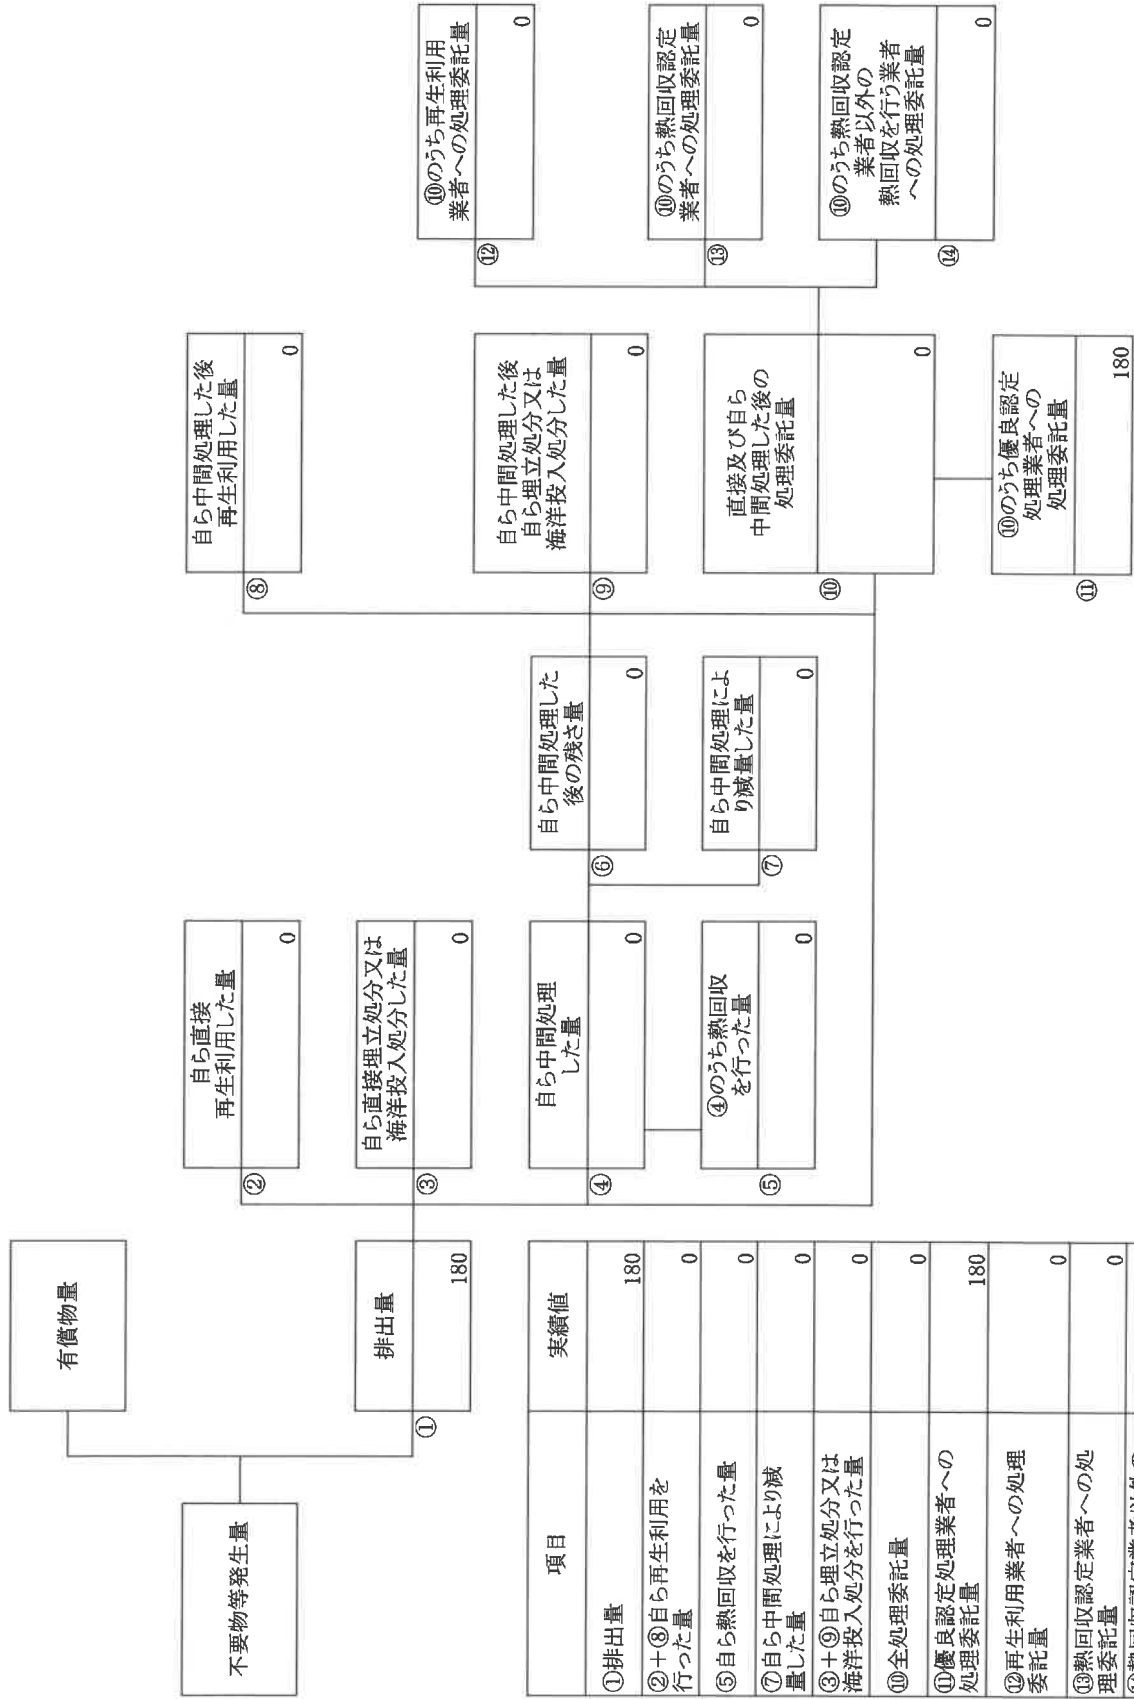 不要物等発生量
有償物量
排出量
①
180
自ら直接
再生利用した量
②
0
自ら直接埋立処分又は
海洋投入処分した量
③
0
自ら中間処理
した量
④
0
④のうち熱回収
を行った量
⑤
0
自ら中間処理した
後の残さ量
⑥
0
自ら中間処理によ
り減量した量
⑦
0
自ら中間処理した後
再生利用した量
⑧
0
自ら中間処理した後
自ら埋立処分又は
海洋投入処分した量
⑨
0
直接及び自ら
中間処理した後の
処理委託量
⑩
0
⑩のうち優良認定
処理業者への
処理委託量
⑪
180
⑩のうち再生利用
業者への処理委託量
⑫
0
⑩のうち熱回収認定
業者への処理委託量
⑬
0
⑩のうち熱回収認定
業者以外の
熱回収を行う業者
への処理委託量
⑭
0
項目 実績値
①排出量 180
②+⑧自ら再生利用を
行った量 0
⑤自ら熱回収を行った量 0
⑦自ら中間処理により減
量した量 0
③+⑨自ら埋立処分又は
海洋投入処分を行った量 0
⑩全処理委託量 0
⑪優良認定処理業者への
処理委託量 180
⑫再生利用業者への処理
委託量 0
⑬熱回収認定業者への処
理委託量 0